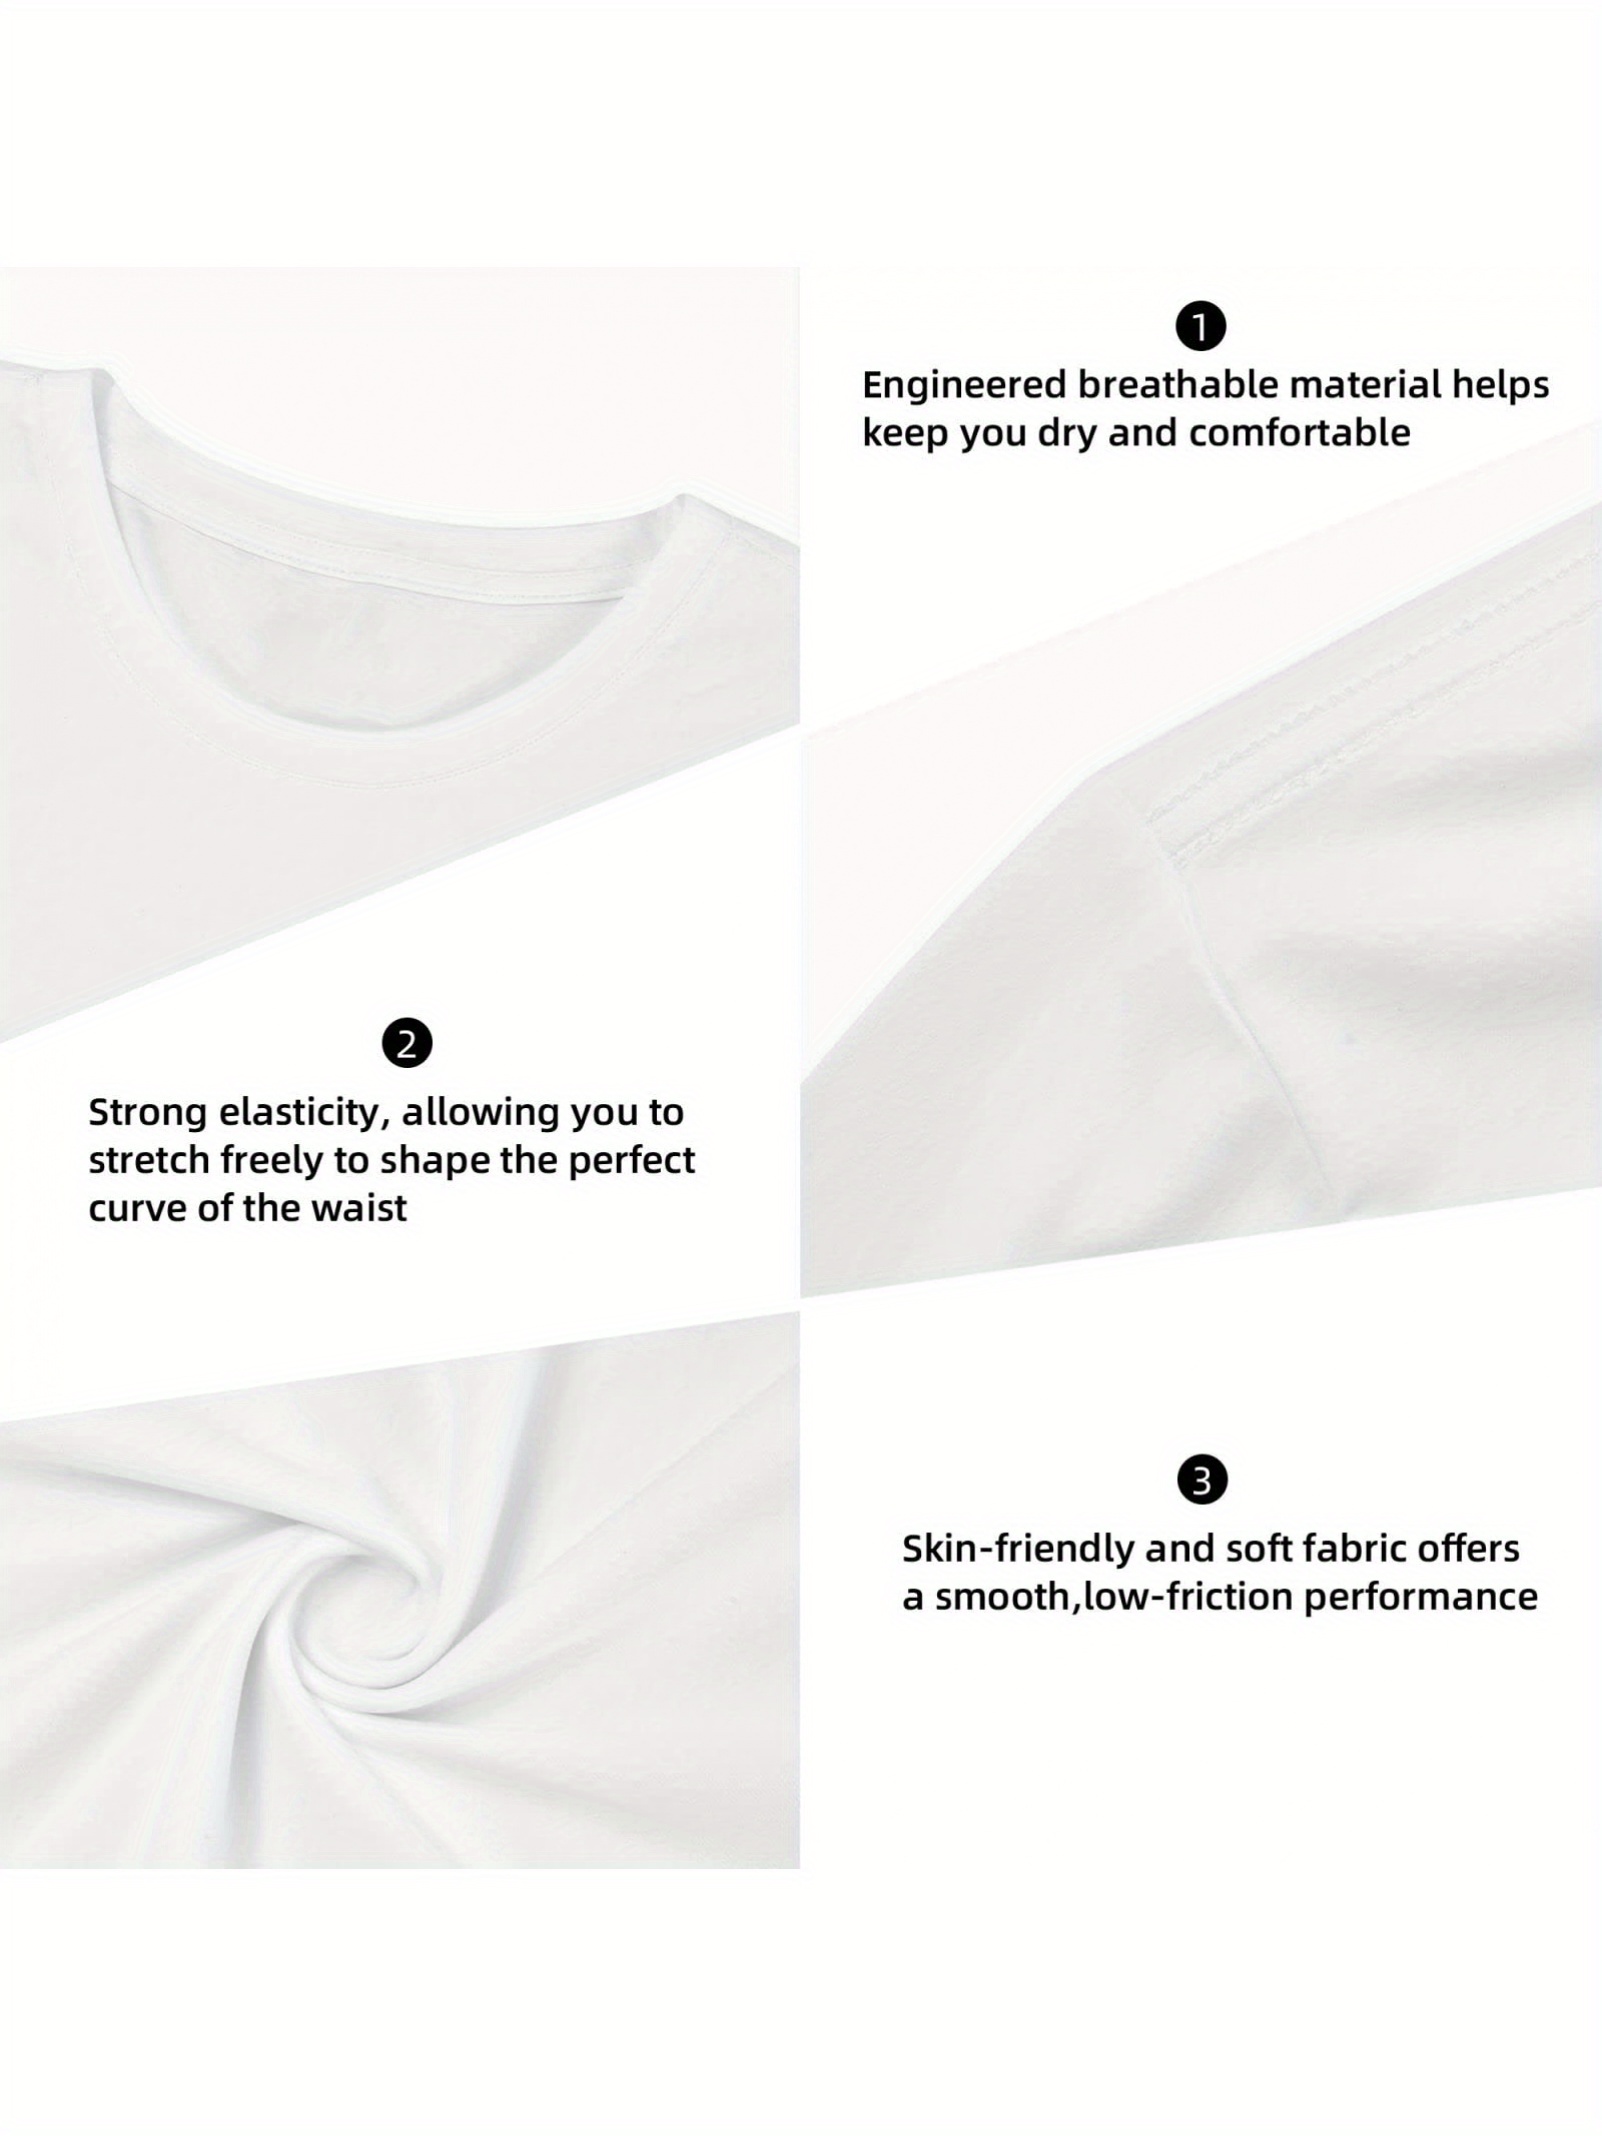 1
Engineered breathable material helps
keep you dry and comfortable
2
Strong elasticity, allowing you to
stretch freely to shape the perfect
curve of the waist
3
Skin-friendly and soft fabric offers
a smooth,low-friction performance